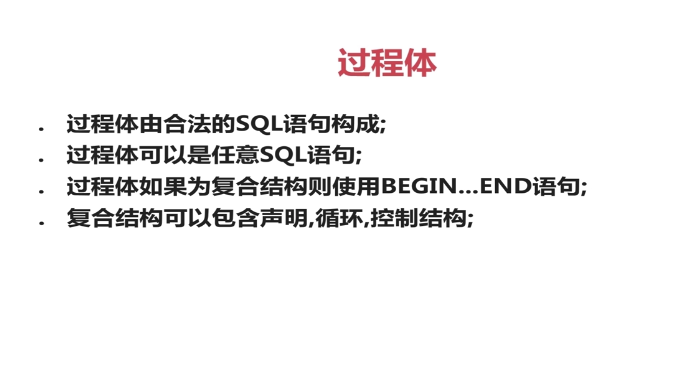 过程体
. 过程体由合法的SQL语句构成;
. 过程体可以是任意SQL语句;
. 过程体如果为复合结构则使用BEGIN...END语句;
. 复合结构可以包含声明,循环,控制结构;